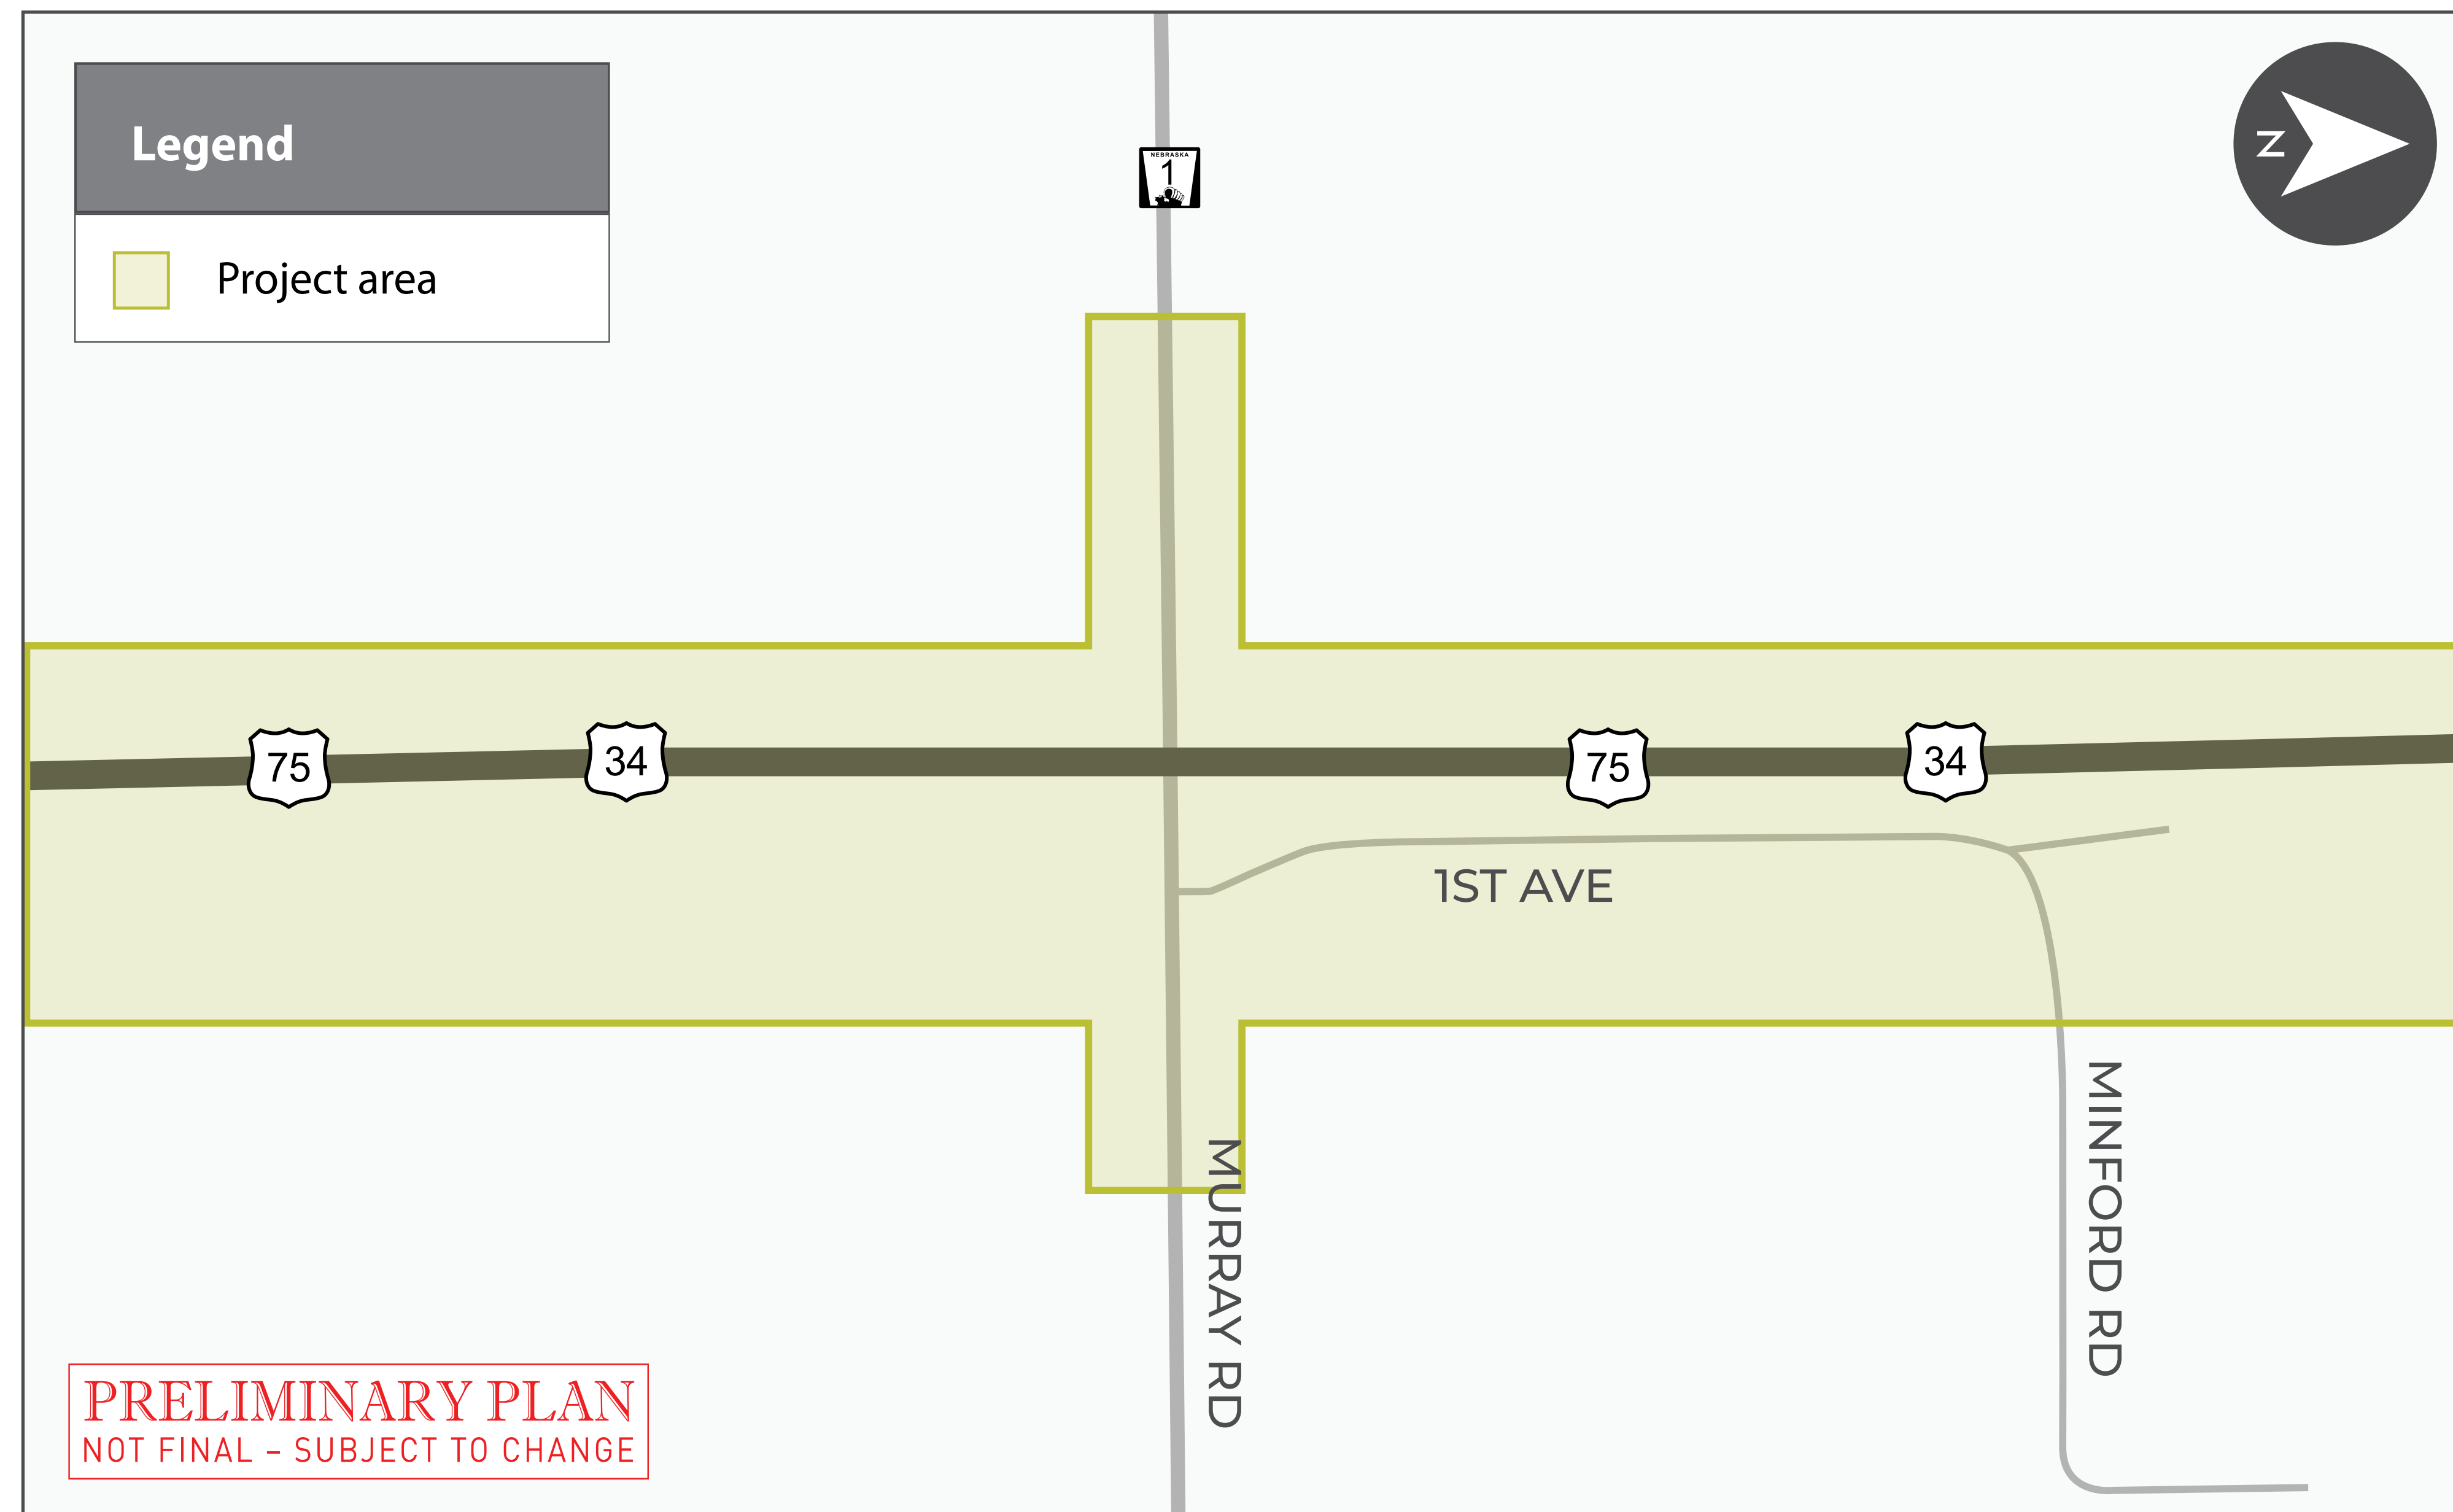 Legend
Project area
NEBRASKA
1
N
75
34
75
34
1ST AVE
MURRAY RD
MINFORD RD
PRELIMINARY PLAN
NOT FINAL – SUBJECT TO CHANGE